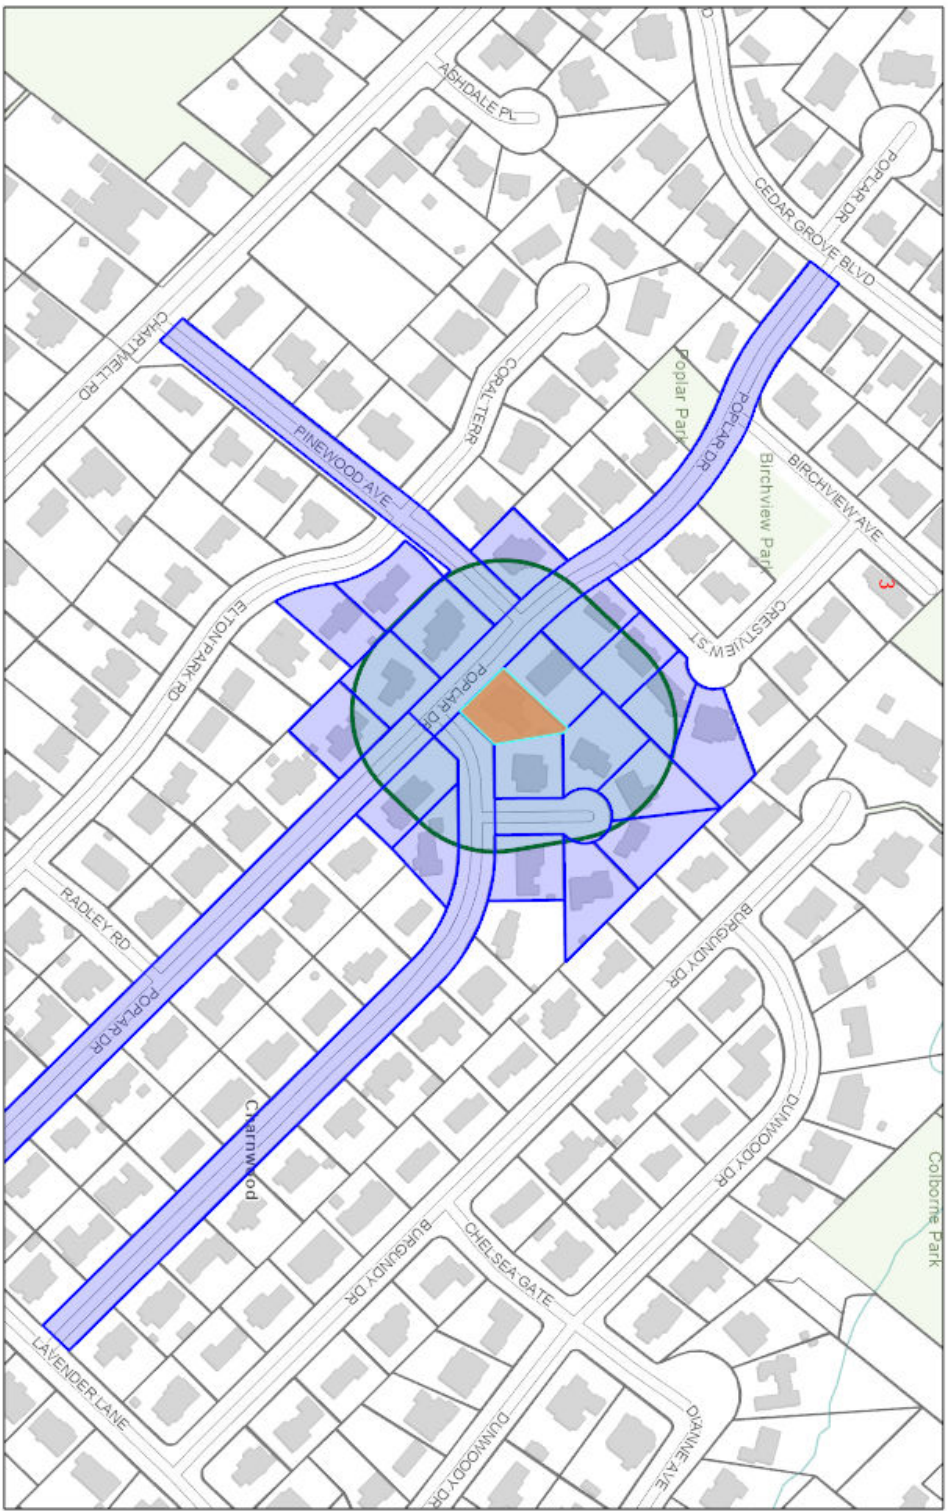 D
ASHDALE PL
POPLAR DR
CEDAR GROVE BLVD
CHARTWELL RD
CORAL TERR
Poplar Park
POPLAR DR
PINEWOOD AVE
BIRCHVIEW AVE
Birchview Park
3
CRESTVIEW ST
ELTON PARK RD
POPLAR DR
RADLEY RD
BURGUNDY DR
POPLAR DR
Charnwood
DUNWOODY DR
Colborne Park
BURGUNDY DR
CHELSEA GATE
LAVENDER LANE
DUNWOODY DR
DIANNE AVE